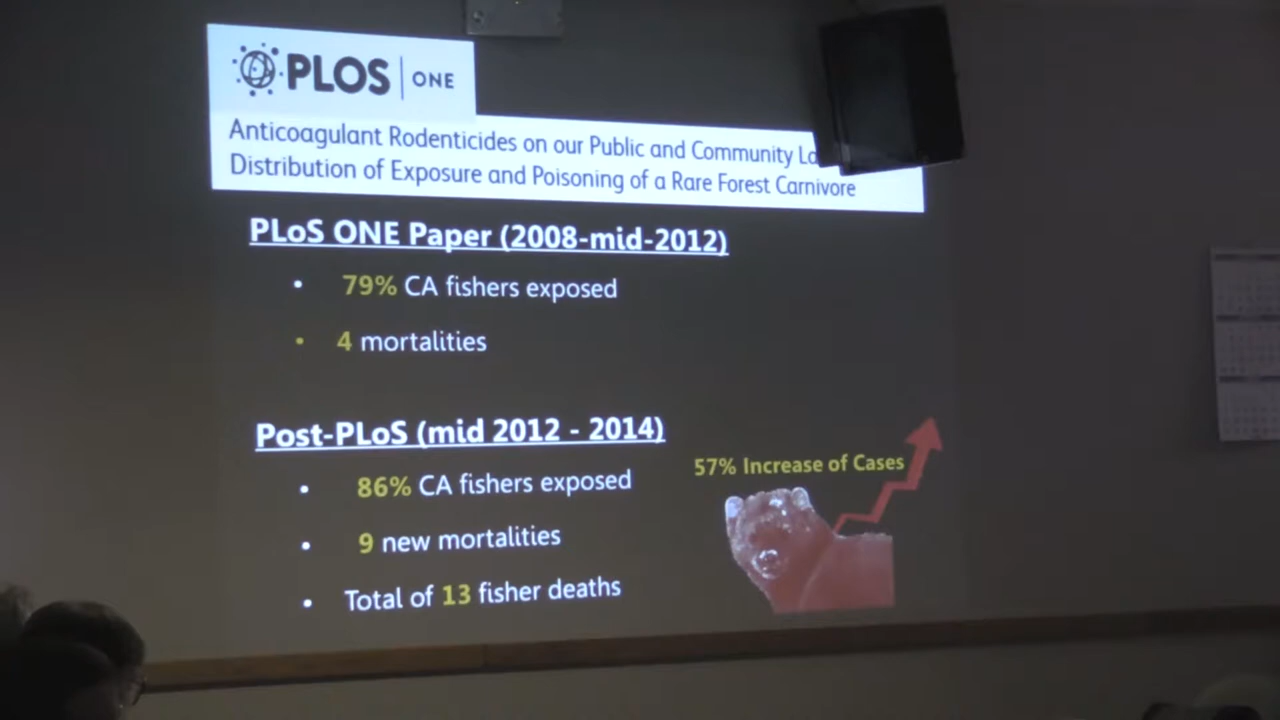 PLOS ONE
Anticoagulant Rodenticides on our Public and Community
Distribution of Exposure and Poisoning of a Rare Forest Carnivore
PLoS ONE Paper (2008-mid-2012)
• 79% CA fishers exposed
• 4 mortalities
Post-PLoS (mid 2012 - 2014)
57% Increase of Cases
• 86% CA fishers exposed
• 9 new mortalities
• Total of 13 fisher deaths